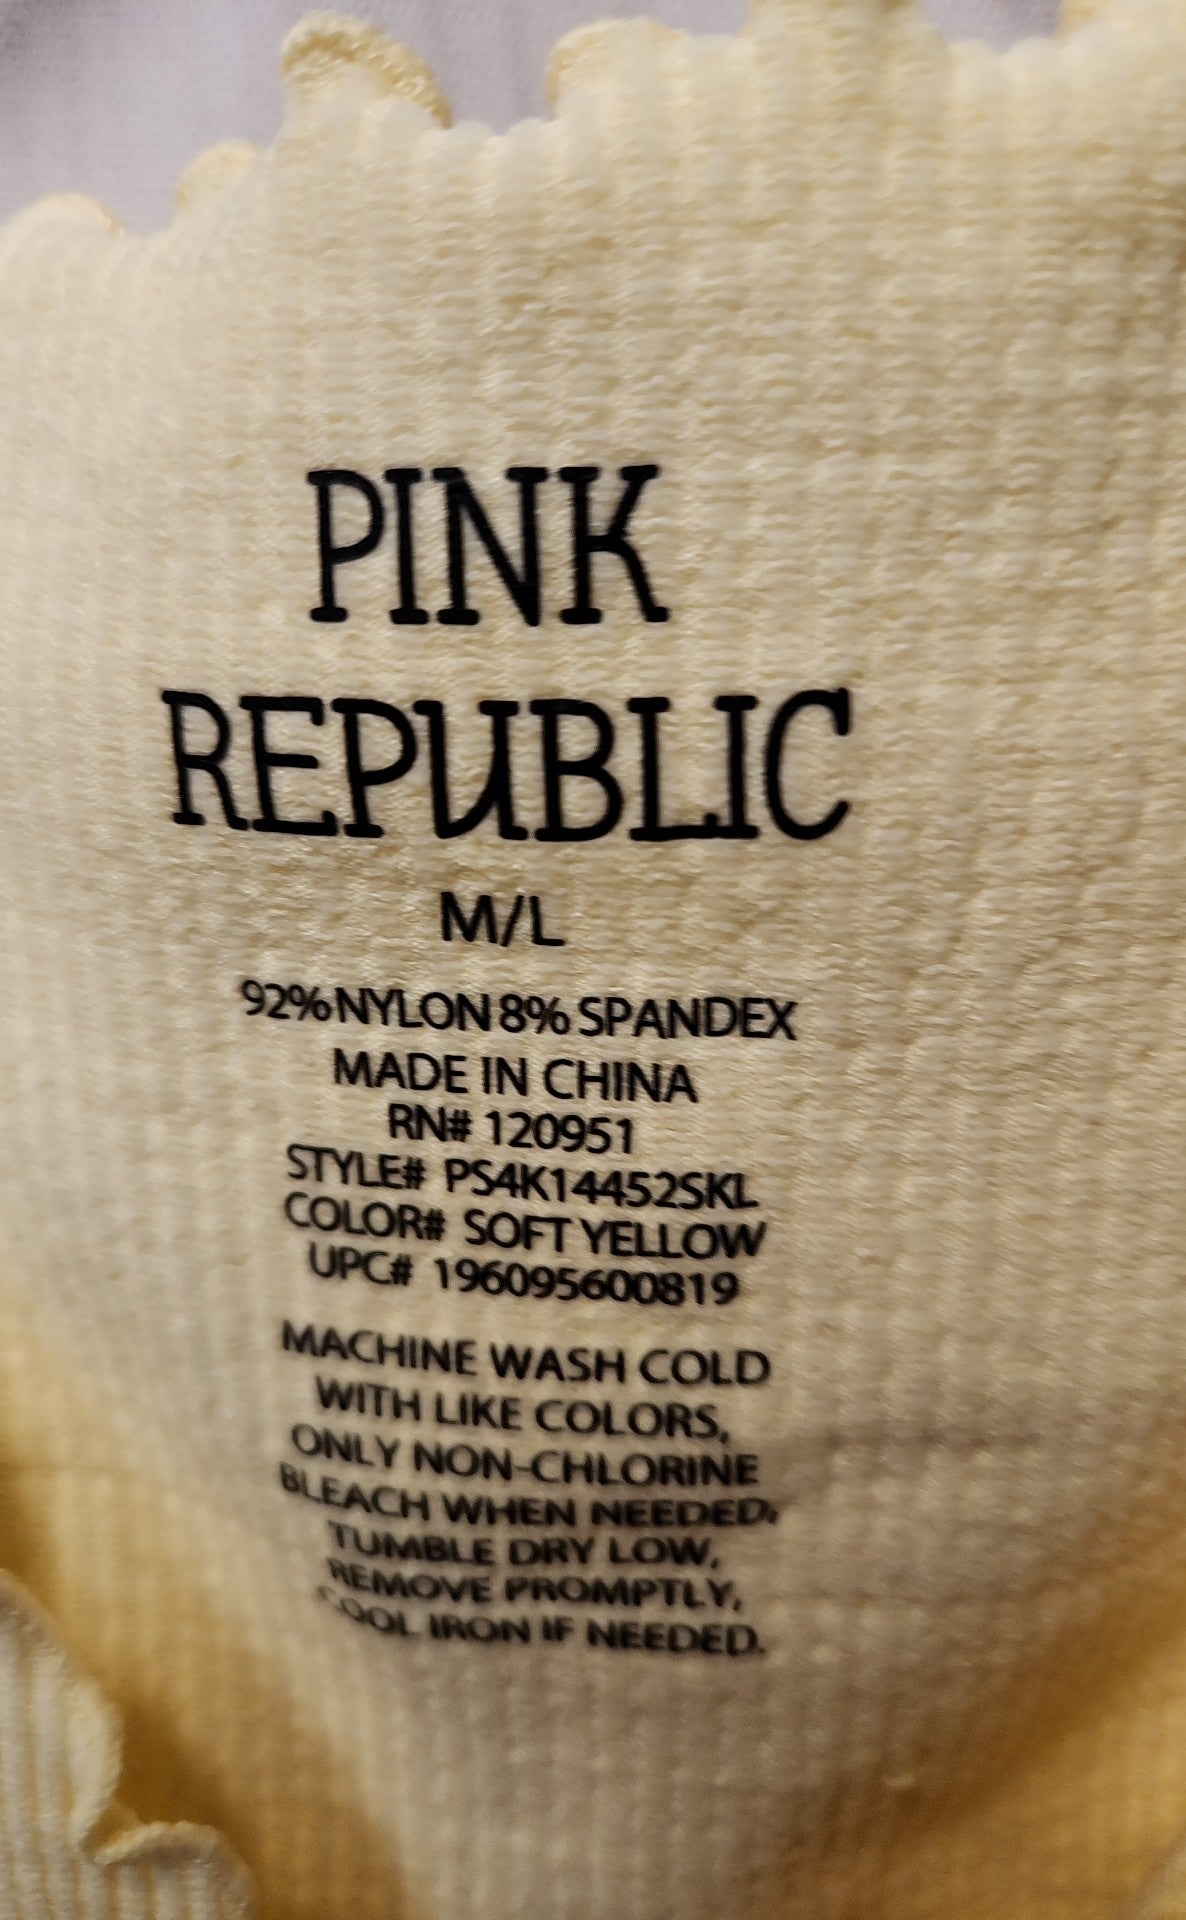 PINK
REPUBLIC
M/L
92% NYLON 8% SPANDEX
MADE IN CHINA
RN# 120951
STYLE# PS4K14452SKL
COLOR# SOFT YELLOW
UPC# 196095600819
MACHINE WASH COLD
WITH LIKE COLORS,
ONLY NON-CHLORINE
BLEACH WHEN NEEDED,
TUMBLE DRY LOW,
REMOVE PROMPTLY,
COOL IRON IF NEEDED.